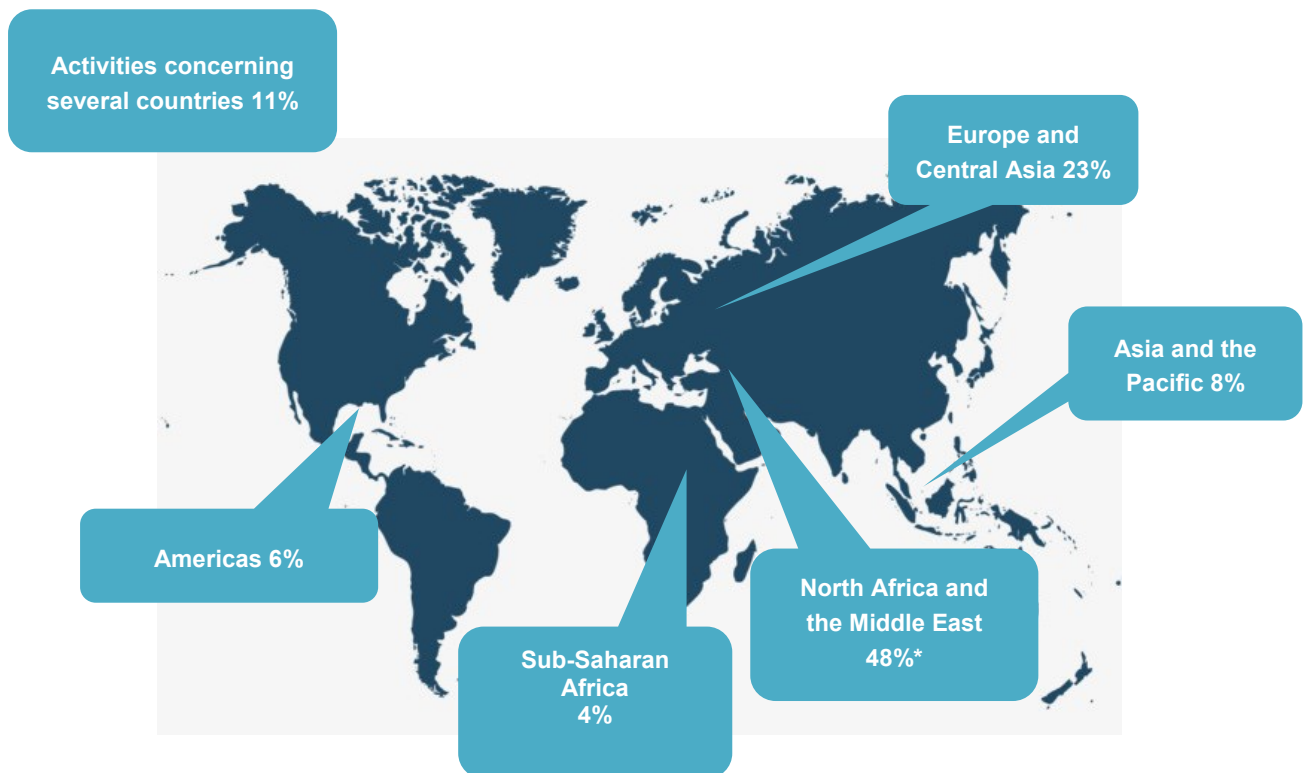 Activities concerning
several countries 11%
Europe and
Central Asia 23%
Asia and the
Pacific 8%
Americas 6%
North Africa and
the Middle East
48%*
Sub-Saharan
Africa
4%